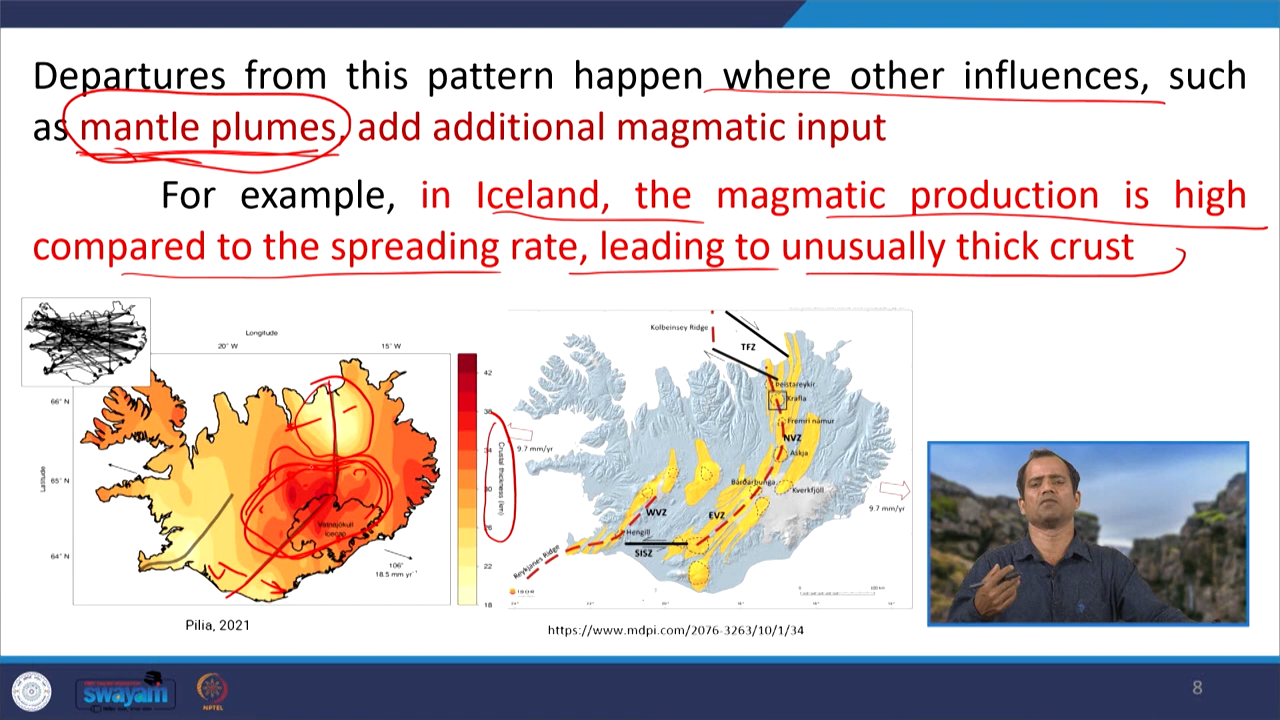 Departures from this pattern happen where other influences, such
as mantle plumes, add additional magmatic input
For example, in Iceland, the magmatic production is high
compared to the spreading rate, leading to unusually thick crust
Longitude
20° W
15° W
66° N
65° N
64° N
Latitude
Vatnajökull
icecap
106°
18.5 mm yr⁻¹
42
38
34
30
26
22
18
Crustal thickness (km)
Pilia, 2021
Kolbeinsey Ridge
TFZ
Þeistareykir
Krafla
Fremri namur
NVZ
Askja
9.7 mm/yr
Bárðarbunga
Kverkfjöll
9.7 mm/yr
WVZ
EVZ
Hengill
SISZ
Reykjanes Ridge
ISOR
100 km
https://www.mdpi.com/2076-3263/10/1/34
swayam
NPTEL
8